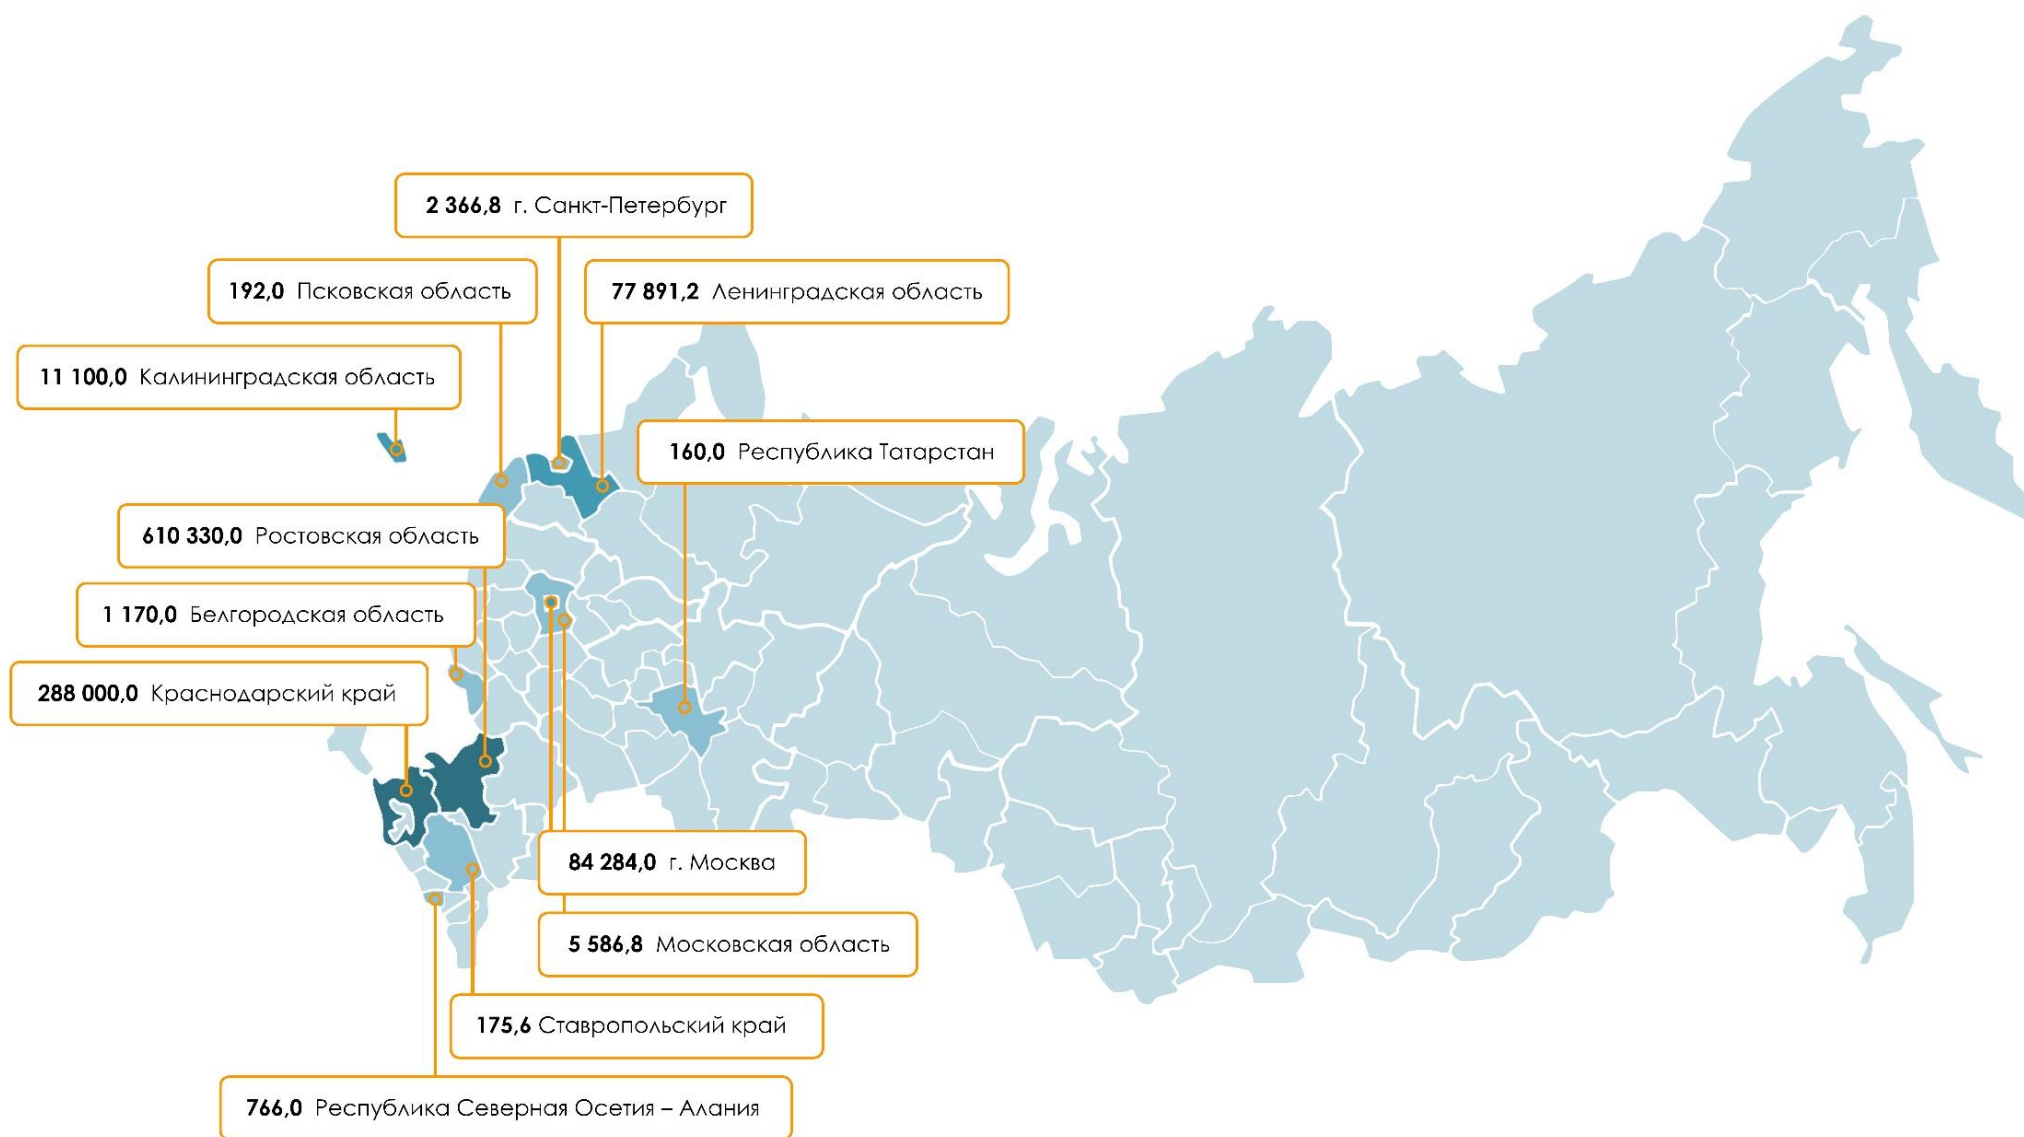 2 366,8 г. Санкт-Петербург
192,0 Псковская область
77 891,2 Ленинградская область
11 100,0 Калининградская область
160,0 Республика Татарстан
610 330,0 Ростовская область
1 170,0 Белгородская область
288 000,0 Краснодарский край
84 284,0 г. Москва
5 586,8 Московская область
175,6 Ставропольский край
766,0 Республика Северная Осетия – Алания